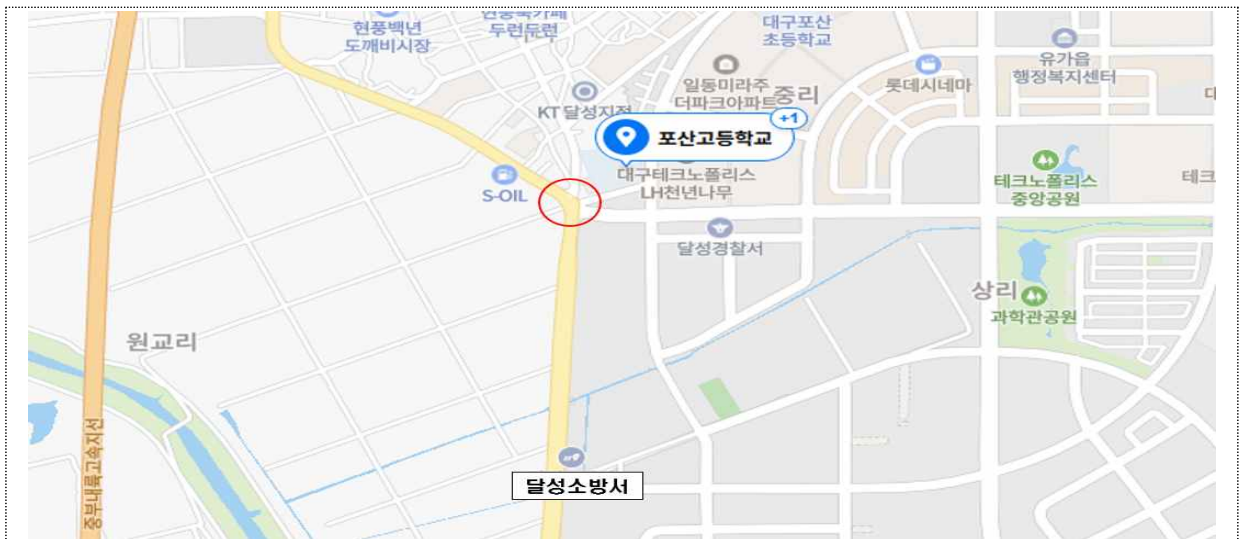 현풍백년
도깨비시장
두런두런
대구포산
초등학교
유가읍
행정복지센터
롯데시네마
일동미라주
더파크아파트
중리
KT달성지점
+1
포산고등학교
대구테크노폴리스
LH천년나무
S-OIL
테크노폴리스
중앙공원
테크
달성경찰서
상리
과학관공원
원교리
중부내륙고속지선
달성소방서